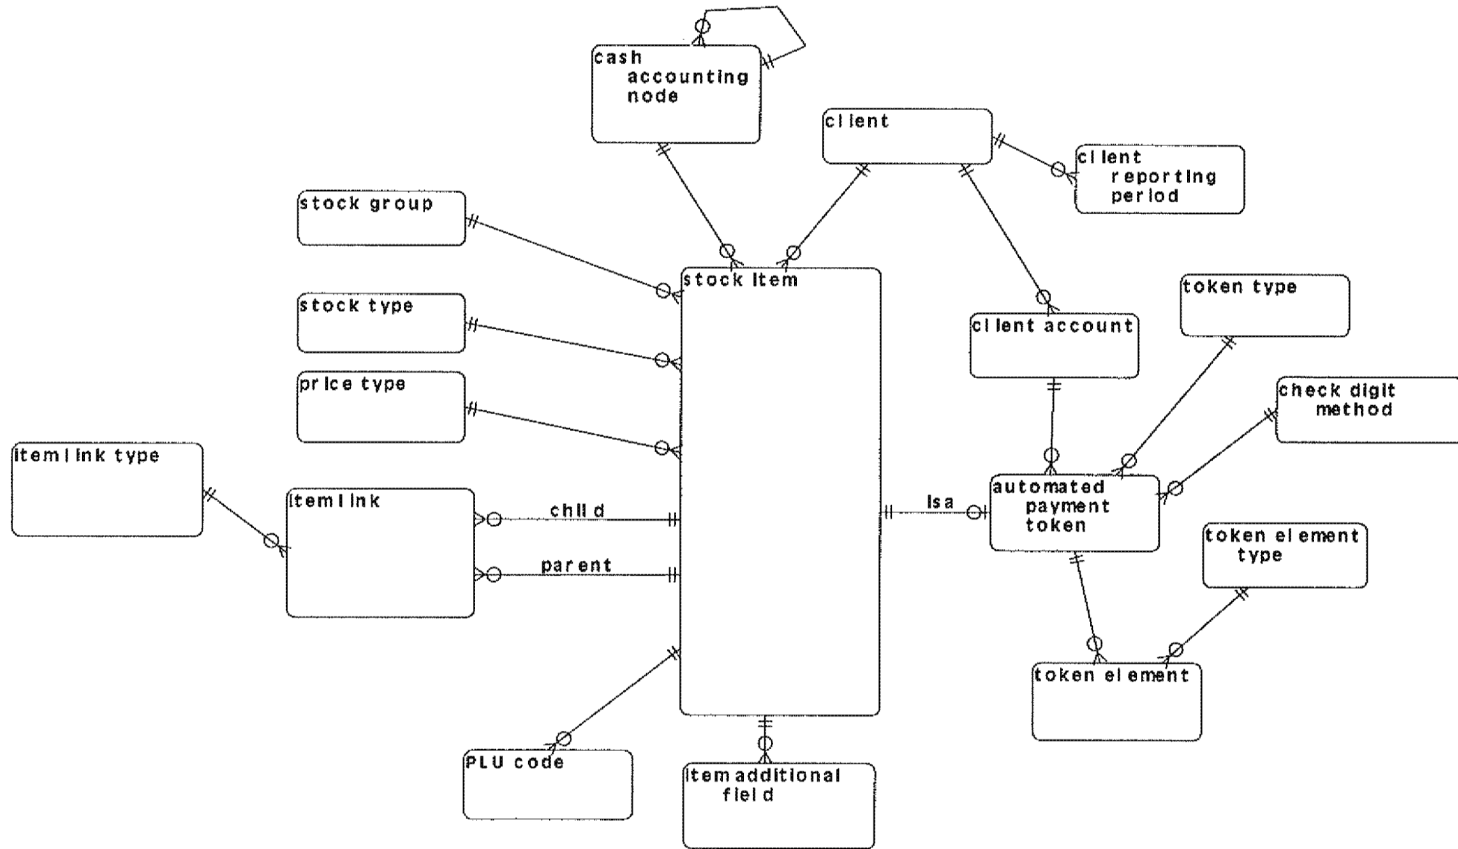 cash
accounting
node
client
client
reporting
period
stock group
stock item
stock type
token type
client account
price type
check digit
method
item link type
item link
child
parent
isa
automated
payment
token
token element
type
token element
PLU code
item additional
field